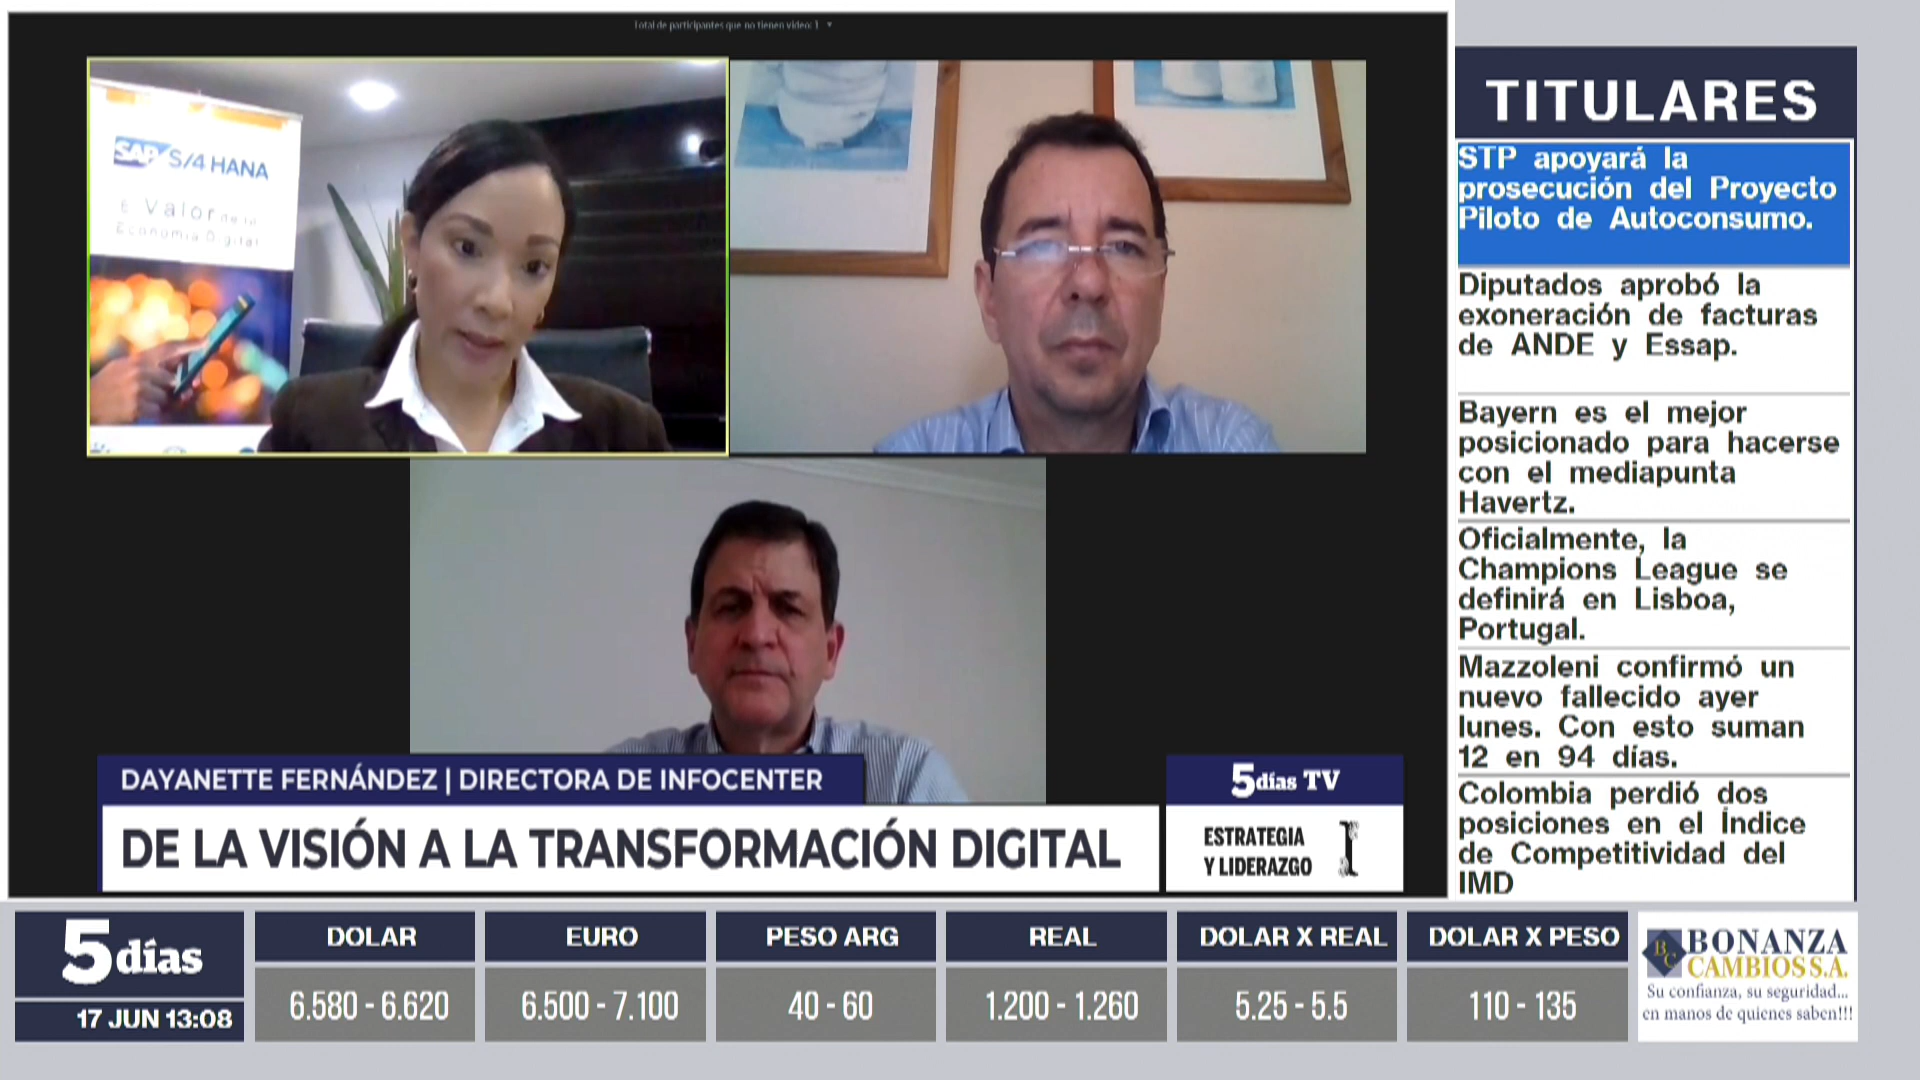 Total de participantes que no tienen video: 1
SAP S/4 HANA
Valor de la
Economía Digital
TITULARES
STP apoyará la
prosecución del Proyecto
Piloto de Autoconsumo.
Diputados aprobó la
exoneración de facturas
de ANDE y Essap.
Bayern es el mejor
posicionado para hacerse
con el mediapunta
Havertz.
Oficialmente, la
Champions League se
definirá en Lisboa,
Portugal.
Mazzoleni confirmó un
nuevo fallecido ayer
lunes. Con esto suman
12 en 94 días.
Colombia perdió dos
posiciones en el Índice
de Competitividad del
IMD
DAYANETTE FERNÁNDEZ | DIRECTORA DE INFOCENTER
DE LA VISIÓN A LA TRANSFORMACIÓN DIGITAL
5días TV
ESTRATEGIA
Y LIDERAZGO
5días
17 JUN 13:08
DOLAR
6.580 - 6.620
EURO
6.500 - 7.100
PESO ARG
40 - 60
REAL
1.200 - 1.260
DOLAR X REAL
5.25 - 5.5
DOLAR X PESO
110 - 135
BC
BONANZA
CAMBIOS S.A.
Su confianza, su seguridad...
en manos de quienes saben!!!